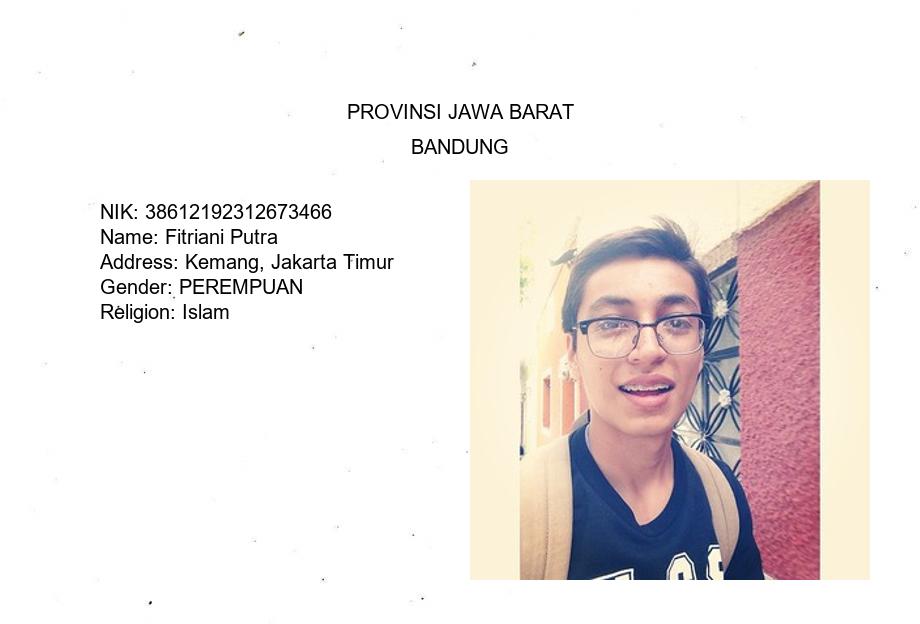 PROVINSI JAWA BARAT
BANDUNG
NIK: 38612192312673466
Name: Fitriani Putra
Address: Kemang, Jakarta Timur
Gender: PEREMPUAN
Religion: Islam